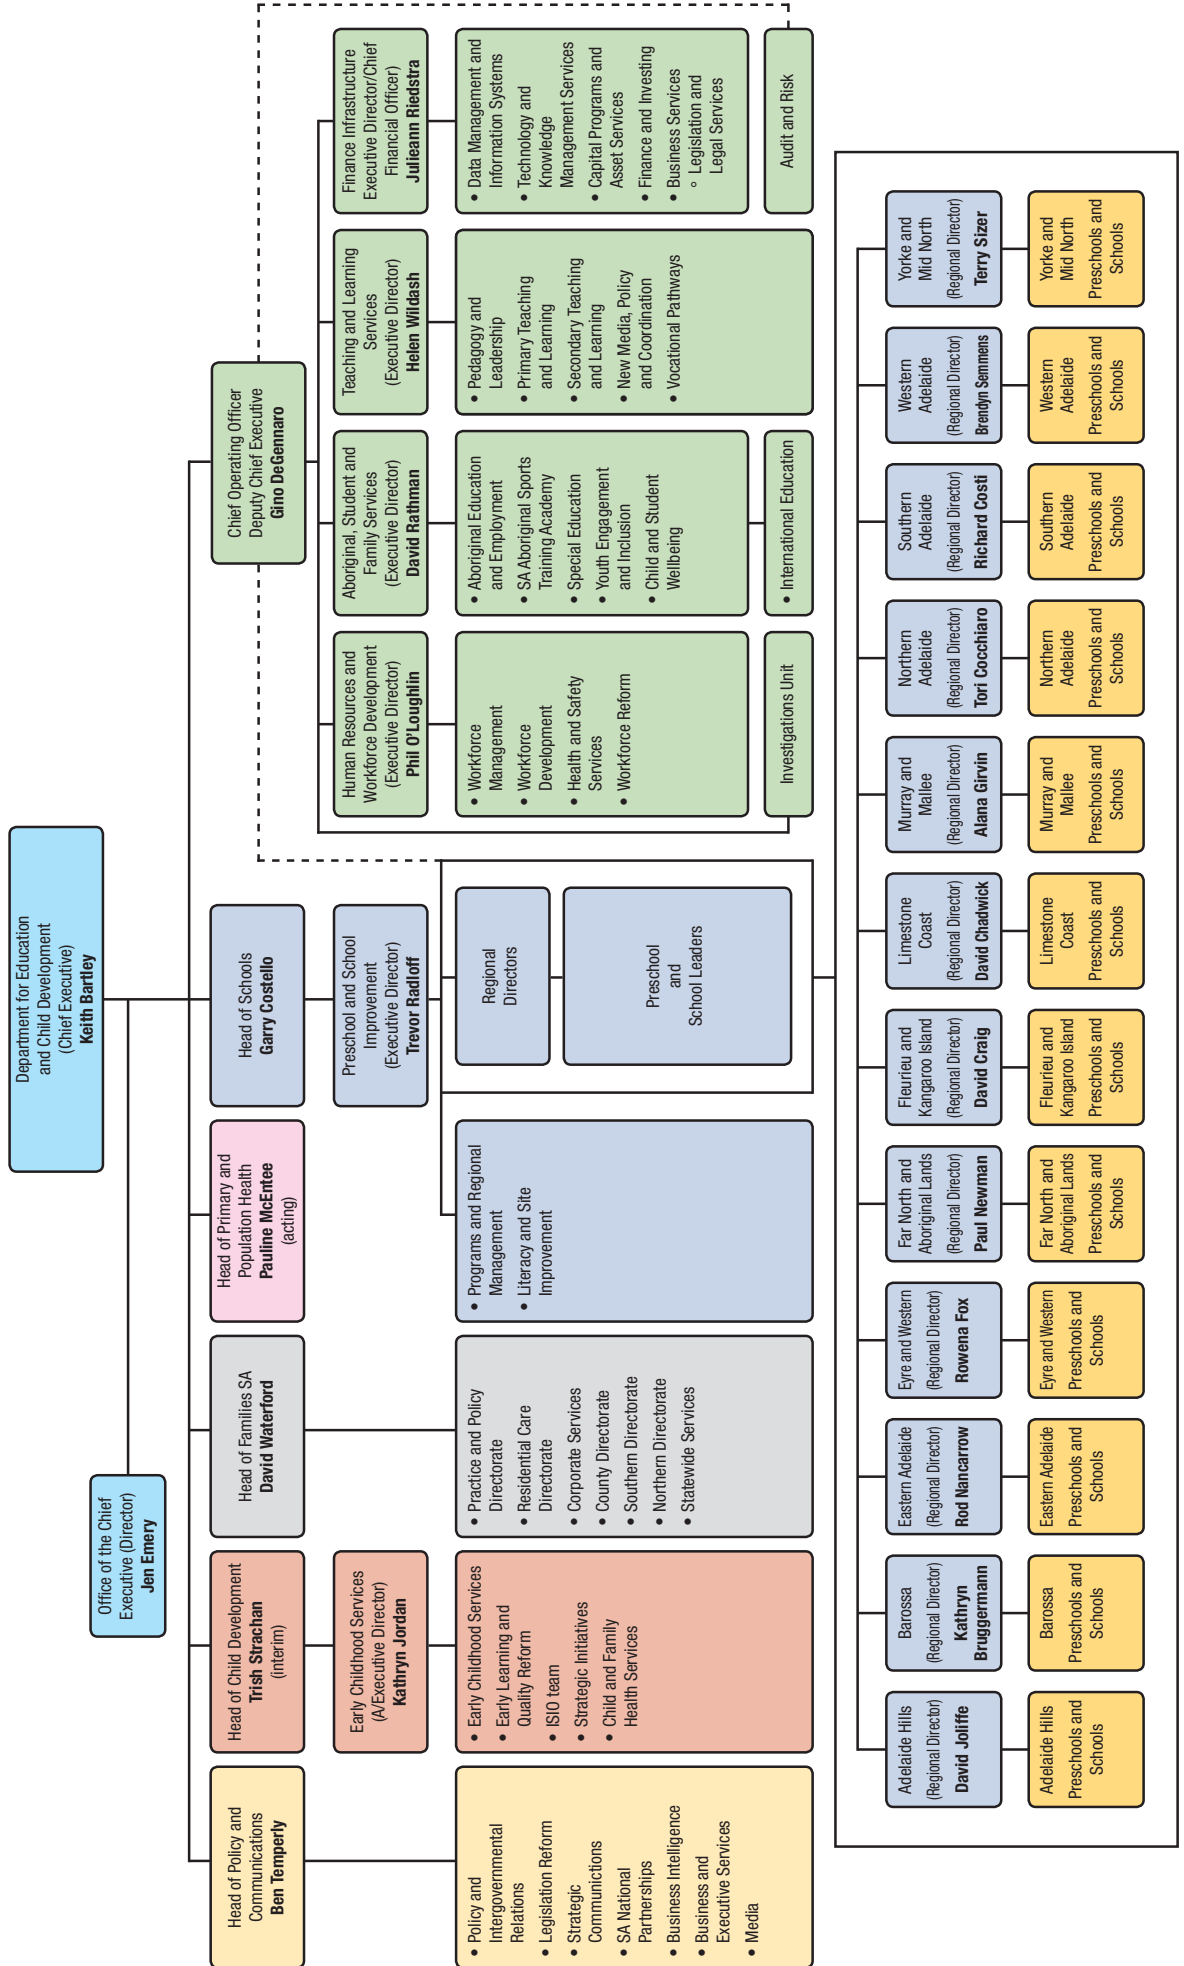 Department for Education
and Child Development
(Chief Executive)
Keith Bartley
Office of the Chief
Executive (Director)
Jen Emery
Head of Policy and
Communications
Ben Temperly
Head of Child Development
Trish Strachan
(interim)
Head of Families SA
David Waterford
Head of Primary and
Population Health
Pauline McEntee
(acting)
Head of Schools
Garry Costello
Chief Operating Officer
Deputy Chief Executive
Gino DeGennaro
Early Childhood Services
(A/Executive Director)
Kathryn Jordan
Preschool and School
Improvement
(Executive Director)
Trevor Radloff
Human Resources and
Workforce Development
(Executive Director)
Phil O'Loughlin
Aboriginal, Student and
Family Services
(Executive Director)
David Rathman
Teaching and Learning
Services
(Executive Director)
Helen Wildash
Finance Infrastructure
Executive Director/Chief
Financial Officer)
Julieann Riedstra
• Policy and
Intergovernmental
Relations
• Legislation Reform
• Strategic
Communications
• SA National
Partnerships
• Business Intelligence
• Business and
Executive Services
• Media
• Early Childhood Services
• Early Learning and
Quality Reform
• ISIO team
• Strategic Initiatives
• Child and Family
Health Services
• Practice and Policy
Directorate
• Residential Care
Directorate
• Corporate Services
• County Directorate
• Southern Directorate
• Northern Directorate
• Statewide Services
• Programs and Regional
Management
• Literacy and Site
Improvement
Regional
Directors
Preschool
and
School Leaders
• Workforce
Management
• Workforce
Development
• Health and Safety
Services
• Workforce Reform
Investigations Unit
• Aboriginal Education
and Employment
• SA Aboriginal Sports
Training Academy
• Special Education
• Youth Engagement
and Inclusion
• Child and Student
Wellbeing
• International Education
• Pedagogy and
Leadership
• Primary Teaching
and Learning
• Secondary Teaching
and Learning
• New Media, Policy
and Coordination
• Vocational Pathways
• Data Management and
Information Systems
• Technology and
Knowledge
Management Services
• Capital Programs and
Asset Services
• Finance and Investing
• Business Services
° Legislation and
Legal Services
Audit and Risk
Adelaide Hills
(Regional Director)
David Joliffe
Barossa
(Regional Director)
Kathryn
Bruggermann
Eastern Adelaide
(Regional Director)
Rod Nancarrow
Eyre and Western
(Regional Director)
Rowena Fox
Far North and
Aboriginal Lands
(Regional Director)
Paul Newman
Fleurieu and
Kangaroo Island
(Regional Director)
David Craig
Limestone
Coast
(Regional Director)
David Chadwick
Murray and
Mallee
(Regional Director)
Alana Girvin
Northern
Adelaide
(Regional Director)
Tori Cocchiaro
Southern
Adelaide
(Regional Director)
Richard Costi
Western
Adelaide
(Regional Director)
Brendyn Semmens
Yorke and
Mid North
(Regional Director)
Terry Sizer
Adelaide Hills
Preschools and
Schools
Barossa
Preschools and
Schools
Eastern Adelaide
Preschools and
Schools
Eyre and Western
Preschools and
Schools
Far North and
Aboriginal Lands
Preschools and
Schools
Fleurieu and
Kangaroo Island
Preschools and
Schools
Limestone
Coast
Preschools and
Schools
Murray and
Mallee
Preschools and
Schools
Northern
Adelaide
Preschools and
Schools
Southern
Adelaide
Preschools and
Schools
Western
Adelaide
Preschools and
Schools
Yorke and
Mid North
Preschools and
Schools